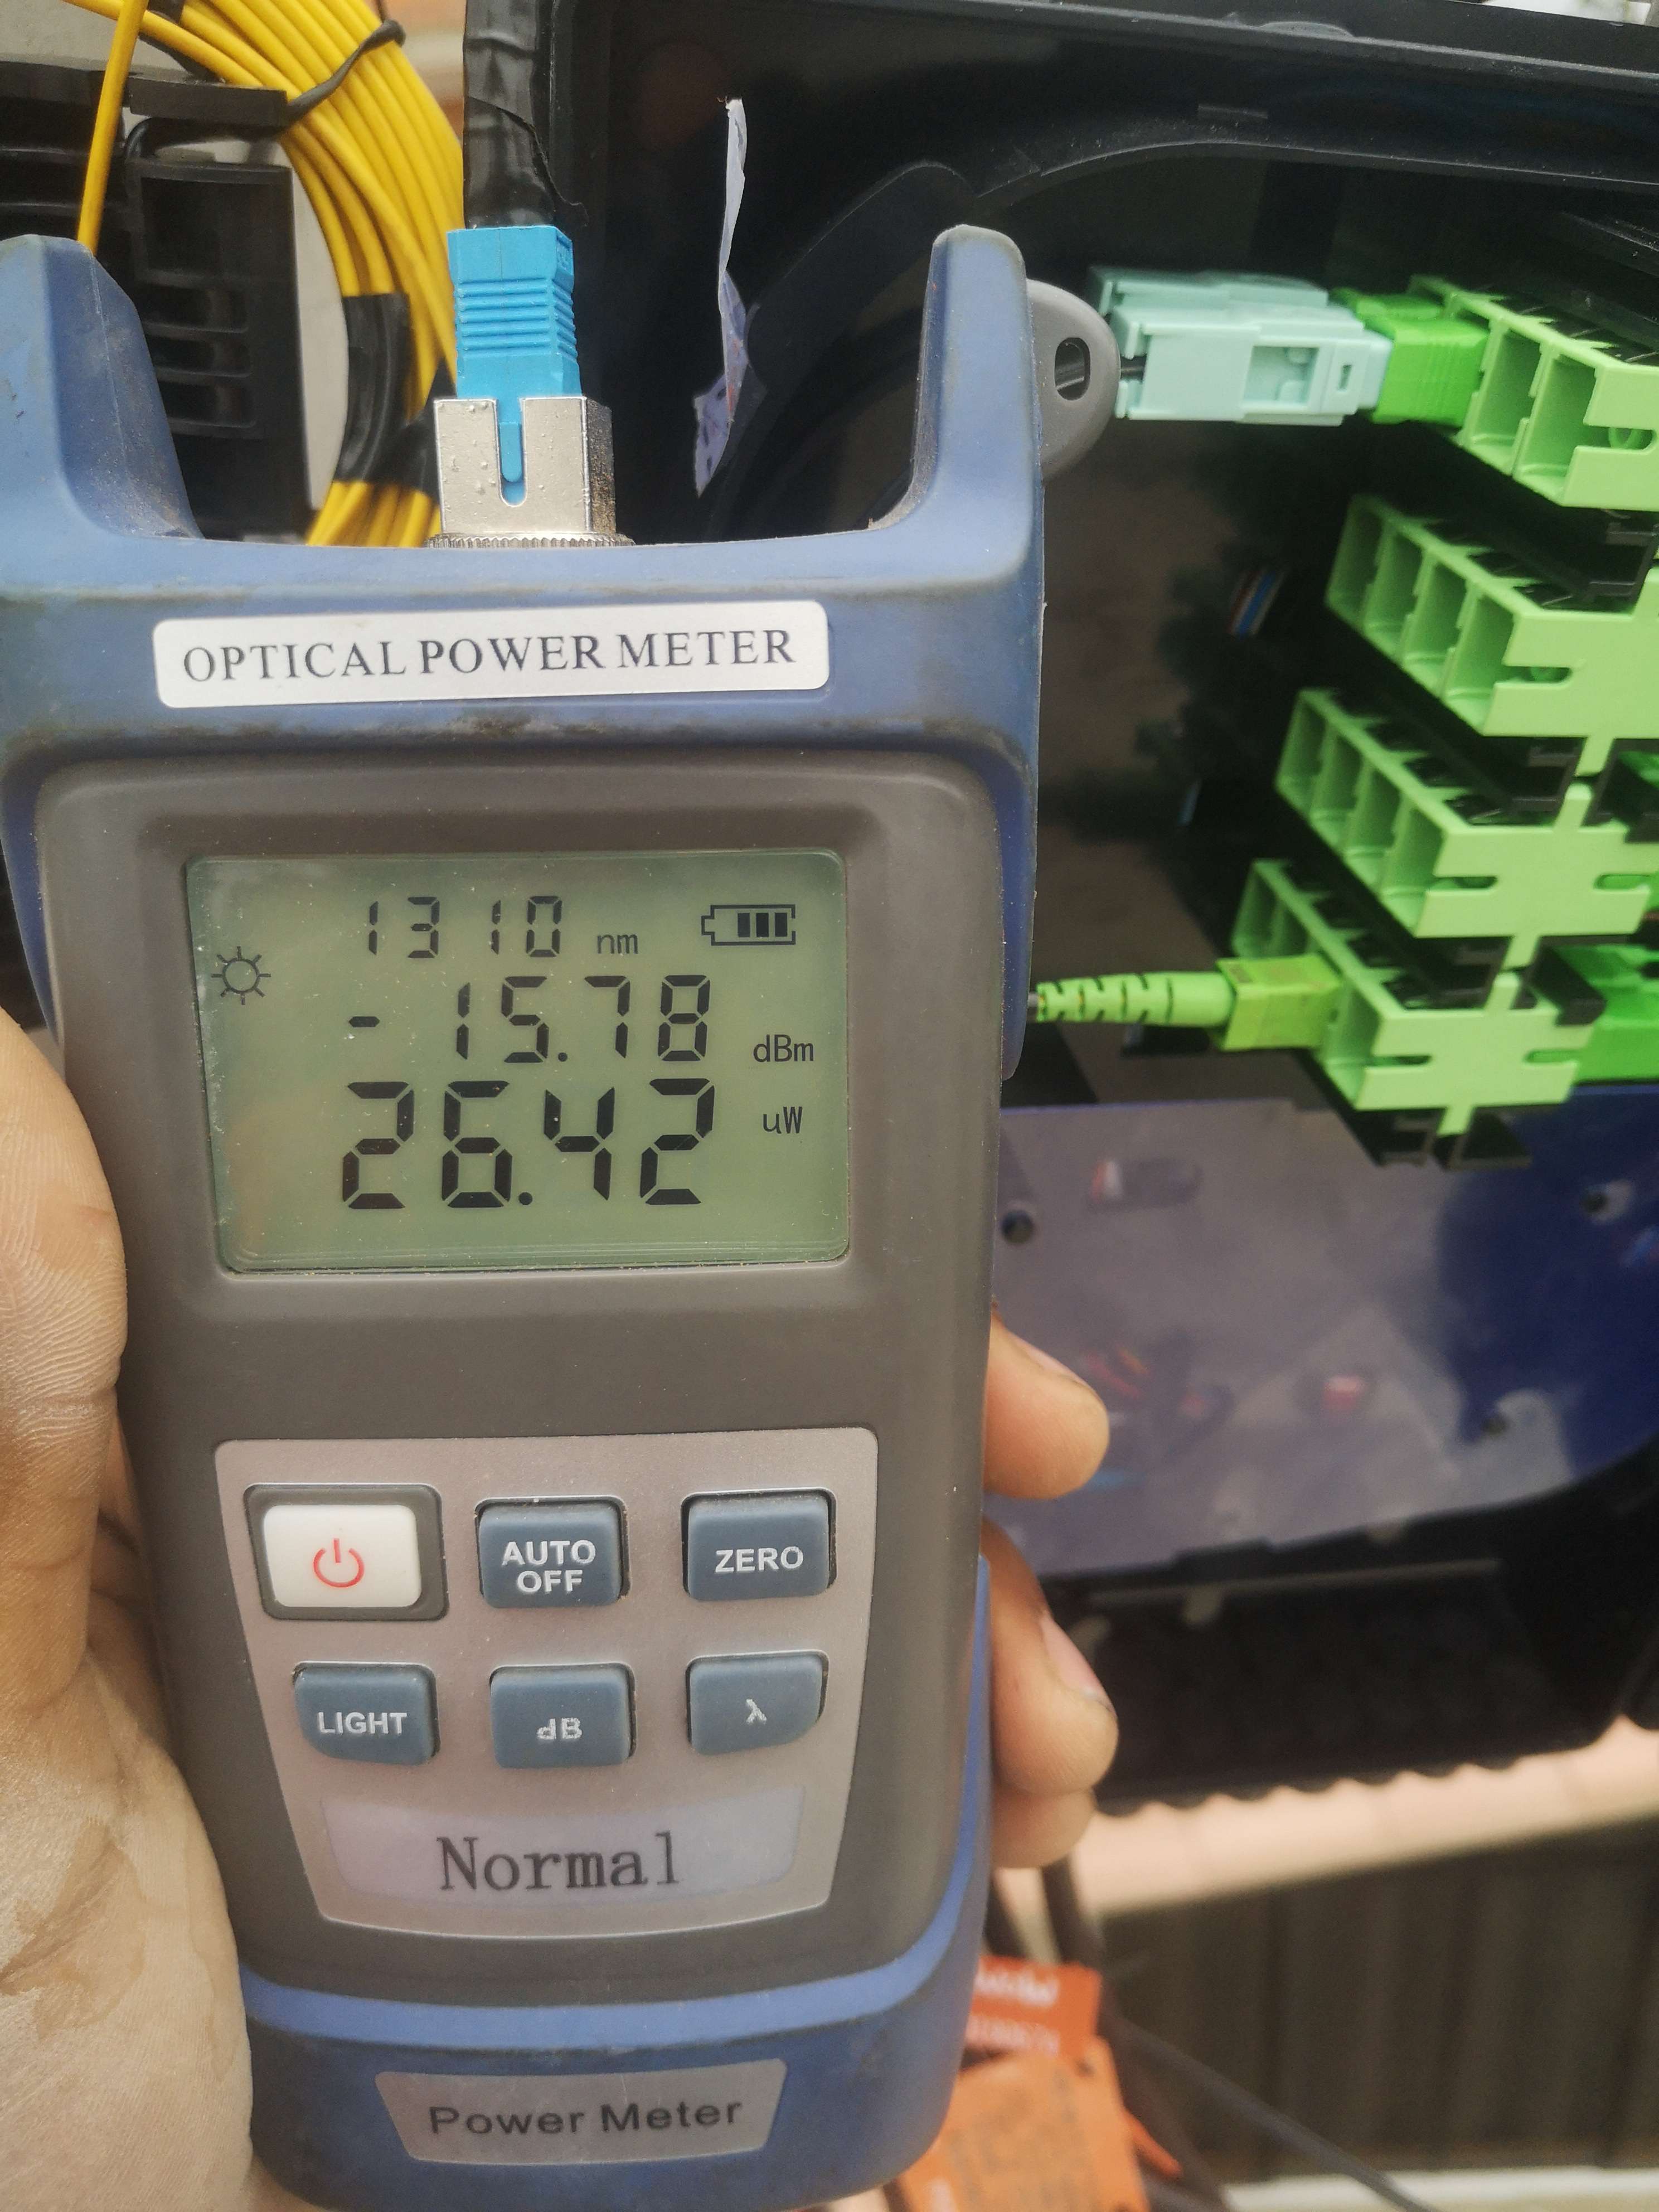 OPTICAL POWER METER
1310 nm
-15.78 dBm
26.42 uW
AUTO OFF
ZERO
LIGHT
dB
λ
Normal
Power Meter